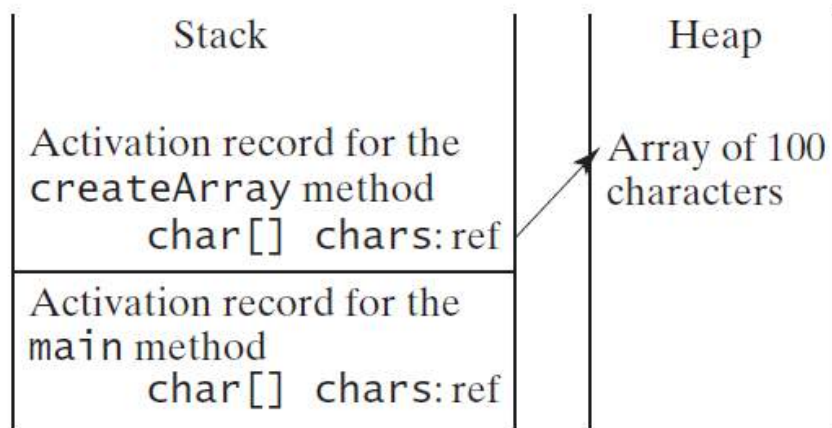 Stack
Heap
Activation record for the
createArray method
char[] chars: ref
Array of 100
characters
Activation record for the
main method
char[] chars: ref